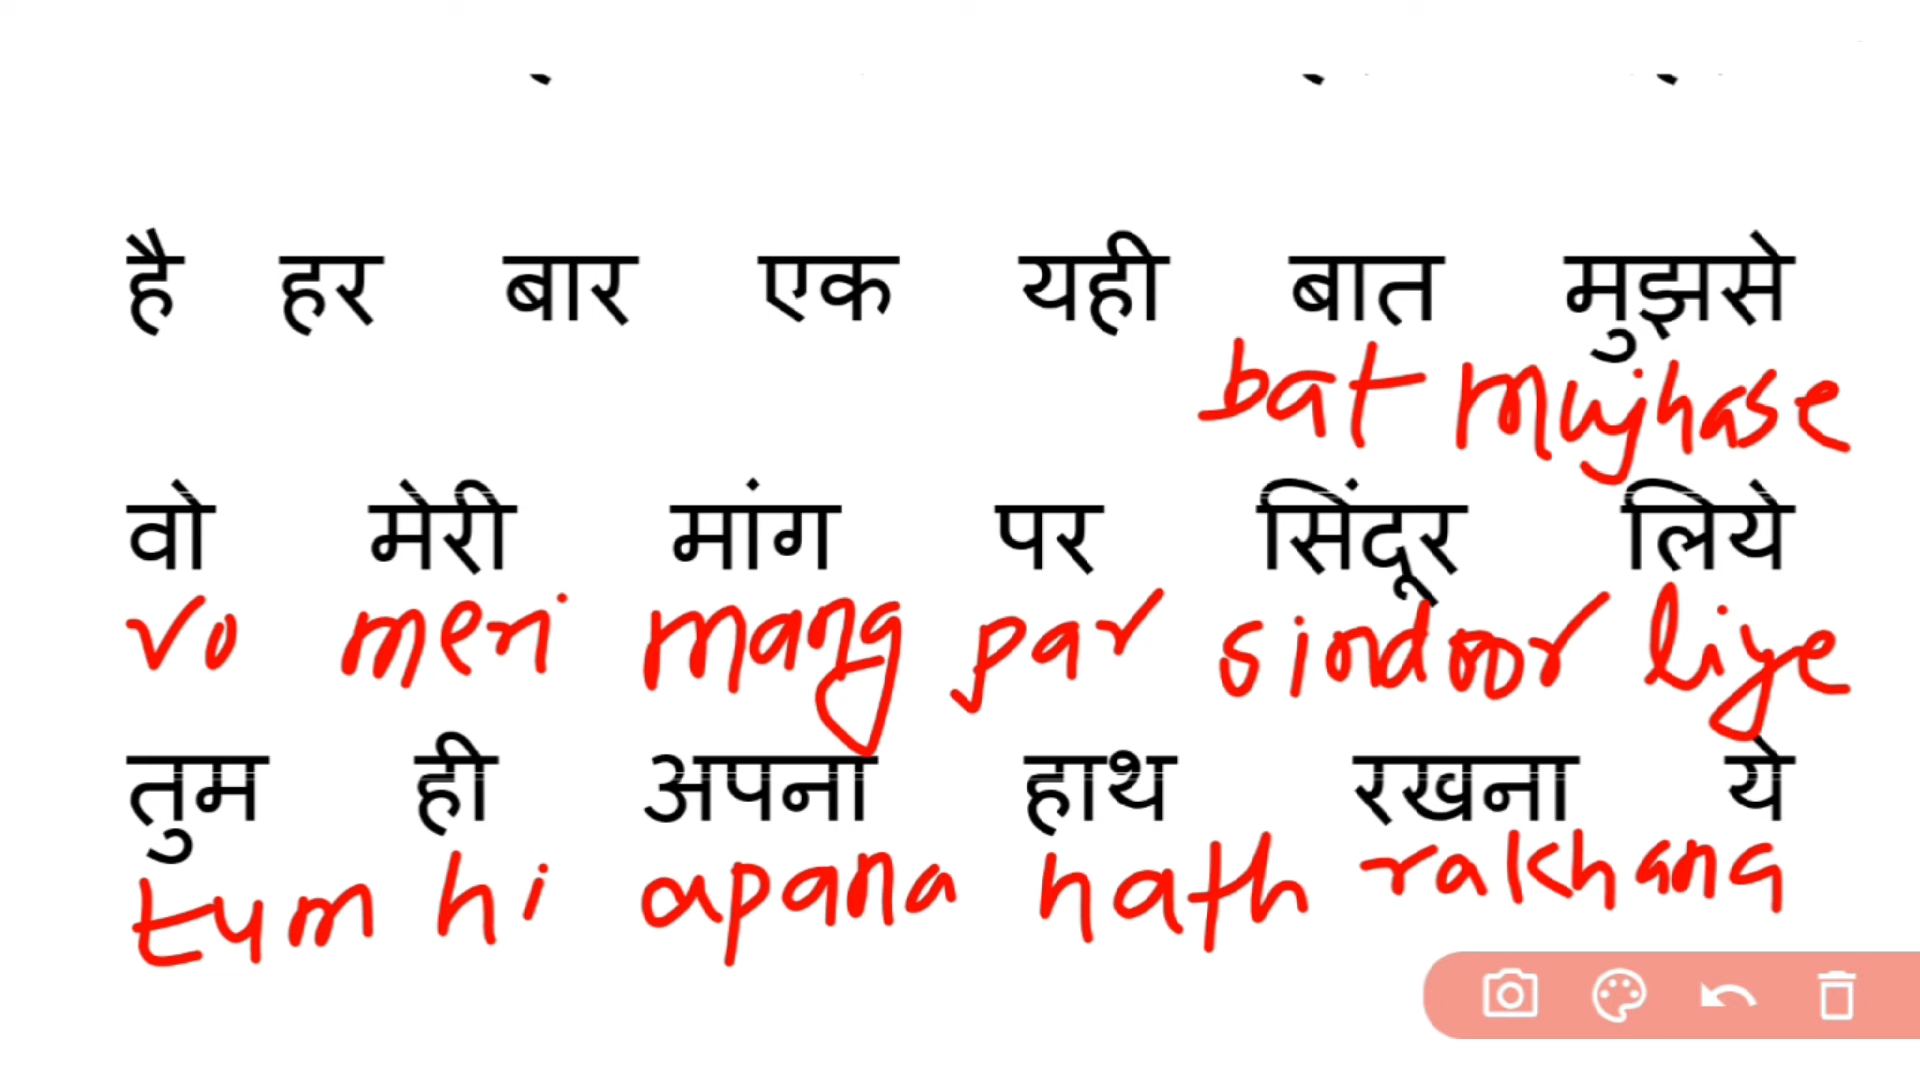 है हर बार एक यही बात मुझसे
bat mujhase
वो मेरी मांग पर सिंदूर लिये
vo meri mang par sindoor liye
तुम ही अपना हाथ रखना ये
tum hi apana hath rakhana